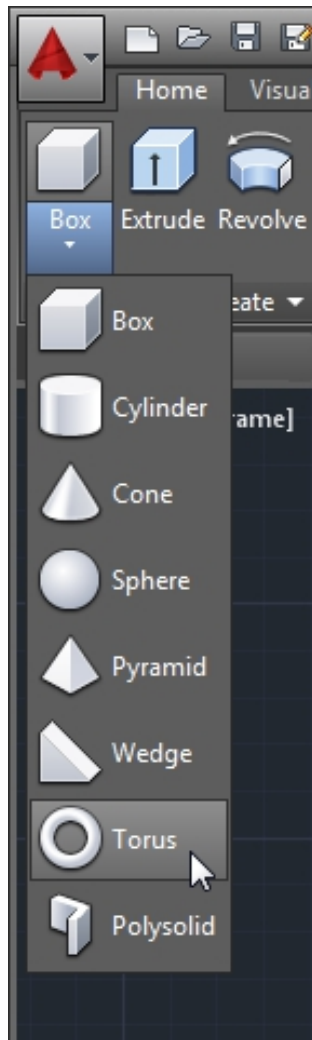 Home Visua
Box Extrude Revolve
eate
Box
Cylinder
rame]
Cone
Sphere
Pyramid
Wedge
Torus
Polysolid